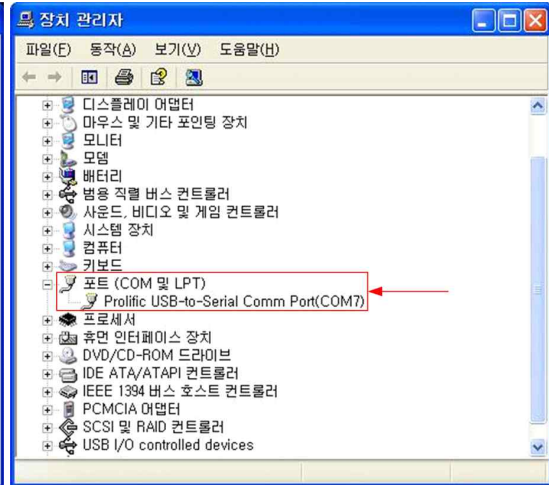 장치 관리자
파일(F) 동작(A) 보기(V) 도움말(H)
디스플레이 어댑터
마우스 및 기타 포인팅 장치
모니터
모뎀
배터리
범용 직렬 버스 컨트롤러
사운드, 비디오 및 게임 컨트롤러
시스템 장치
컴퓨터
키보드
포트 (COM 및 LPT)
Prolific USB-to-Serial Comm Port(COM7)
프로세서
휴먼 인터페이스 장치
DVD/CD-ROM 드라이브
IDE ATA/ATAPI 컨트롤러
IEEE 1394 버스 호스트 컨트롤러
PCMCIA 어댑터
SCSI 및 RAID 컨트롤러
USB I/O controlled devices